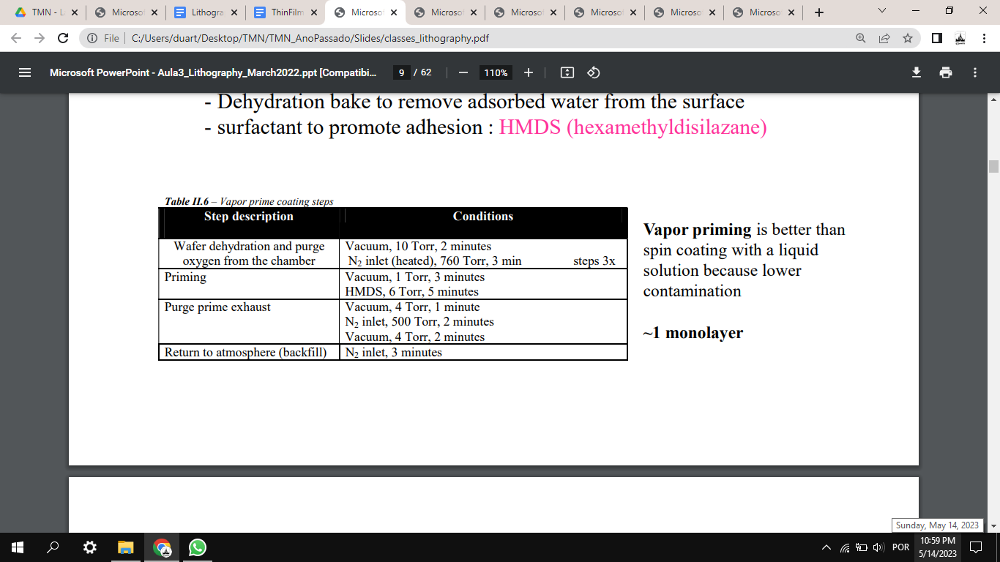 TMN - L
Microsof
Lithogra
ThinFilm
Microsof
Microsof
Microsof
Microsof
Microsof
Microsof
File
C:/Users/duart/Desktop/TMN/TMN_AnoPassado/Slides/classes_lithography.pdf
Microsoft PowerPoint - Aula3_Lithography_March2022.ppt [Compatibi...
9 / 62
110%
- Dehydration bake to remove adsorbed water from the surface
- surfactant to promote adhesion : HMDS (hexamethyldisilazane)
Table II.6 – Vapor prime coating steps
Step description Conditions
Wafer dehydration and purge Vacuum, 10 Torr, 2 minutes
oxygen from the chamber N2 inlet (heated), 760 Torr, 3 min steps 3x
Priming Vacuum, 1 Torr, 3 minutes
HMDS, 6 Torr, 5 minutes
Purge prime exhaust Vacuum, 4 Torr, 1 minute
N2 inlet, 500 Torr, 2 minutes
Vacuum, 4 Torr, 2 minutes
Return to atmosphere (backfill) N2 inlet, 3 minutes
Vapor priming is better than
spin coating with a liquid
solution because lower
contamination
~1 monolayer
Sunday, May 14, 2023
POR
10:59 PM
5/14/2023